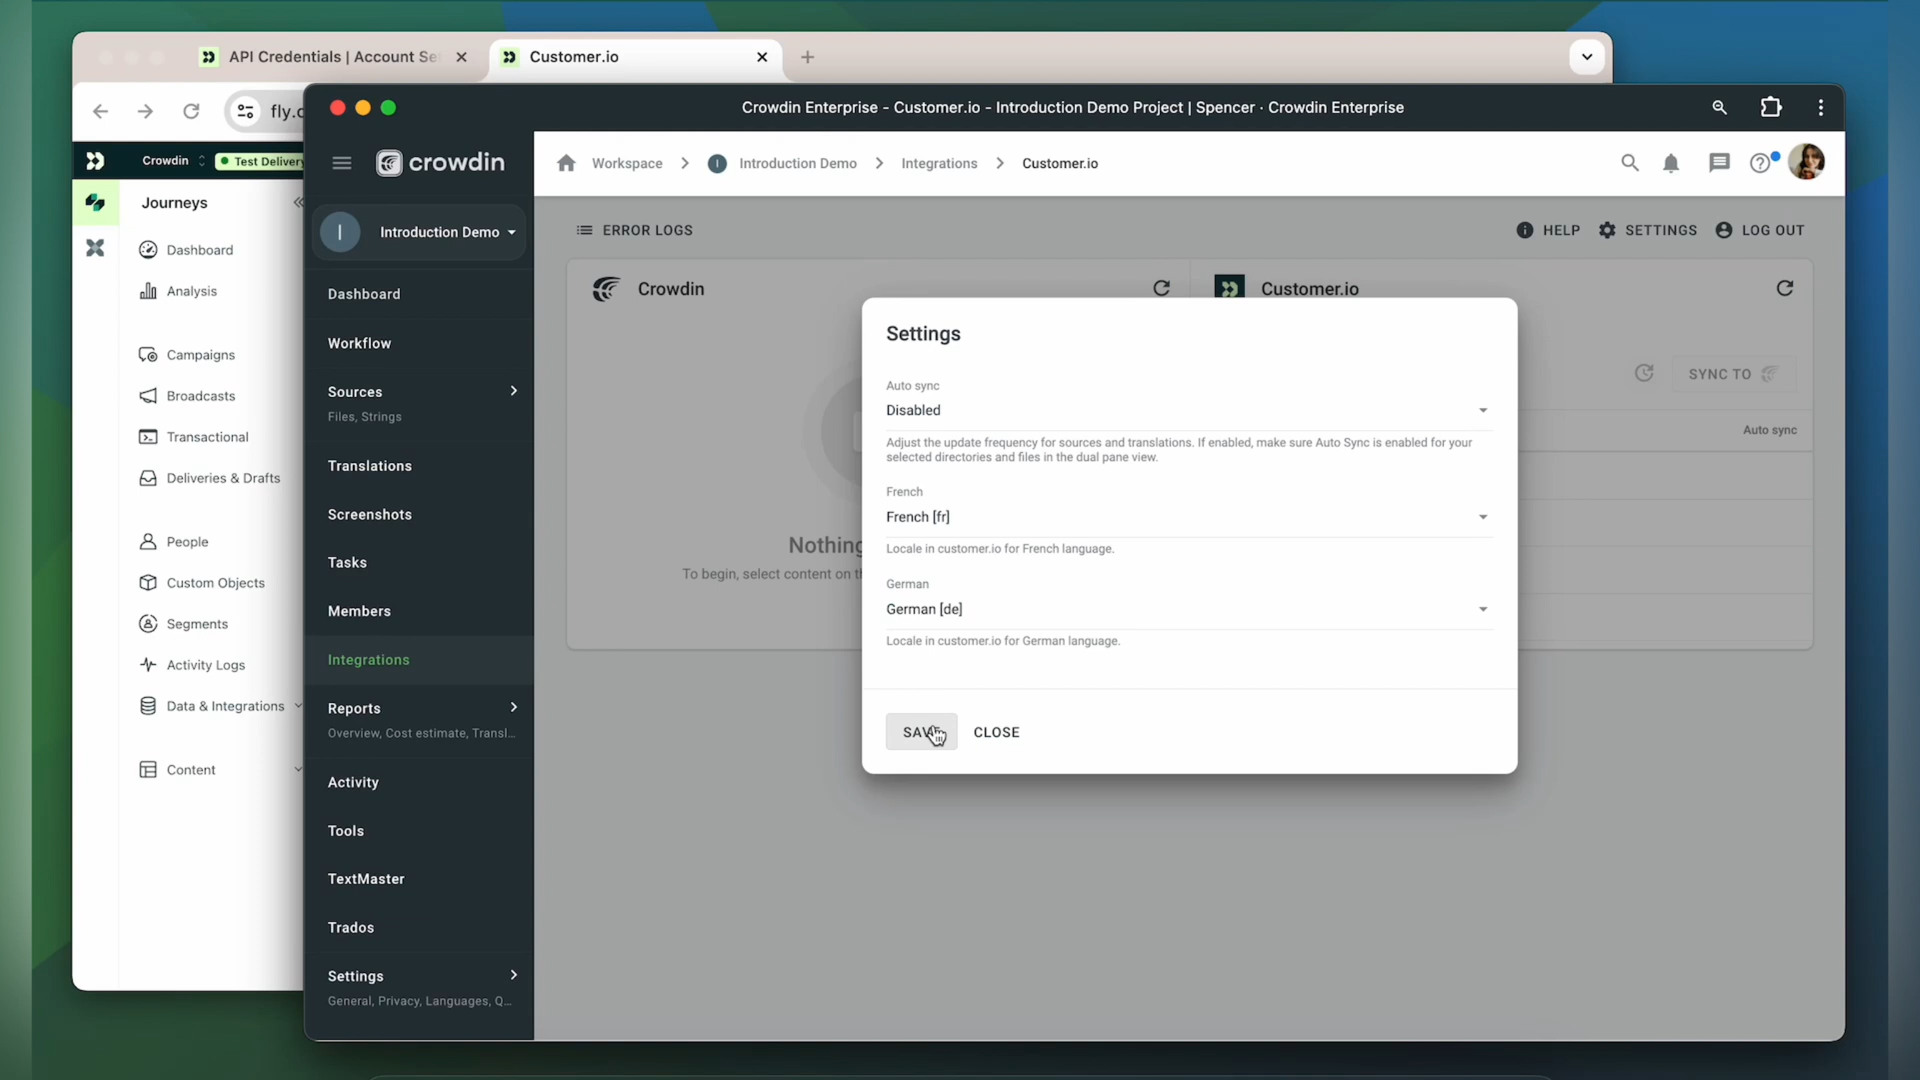 API Credentials | Account Se
Customer.io
fly.c
Crowdin Enterprise - Customer.io - Introduction Demo Project | Spencer · Crowdin Enterprise
Crowdin
Test Delivery
Journeys
Dashboard
Analysis
Campaigns
Broadcasts
Transactional
Deliveries & Drafts
People
Custom Objects
Segments
Activity Logs
Data & Integrations
Content
crowdin
I
Introduction Demo
Dashboard
Workflow
Sources
Files, Strings
Translations
Screenshots
Tasks
Members
Integrations
Reports
Overview, Cost estimate, Transl...
Activity
Tools
TextMaster
Trados
Settings
General, Privacy, Languages, Q...
Workspace
I
Introduction Demo
Integrations
Customer.io
ERROR LOGS
HELP
SETTINGS
LOG OUT
Crowdin
Customer.io
SYNC TO
Auto sync
Nothing
To begin, select content on th
Settings
Auto sync
Disabled
Adjust the update frequency for sources and translations. If enabled, make sure Auto Sync is enabled for your
selected directories and files in the dual pane view.
French
French [fr]
Locale in customer.io for French language.
German
German [de]
Locale in customer.io for German language.
SAVE
CLOSE